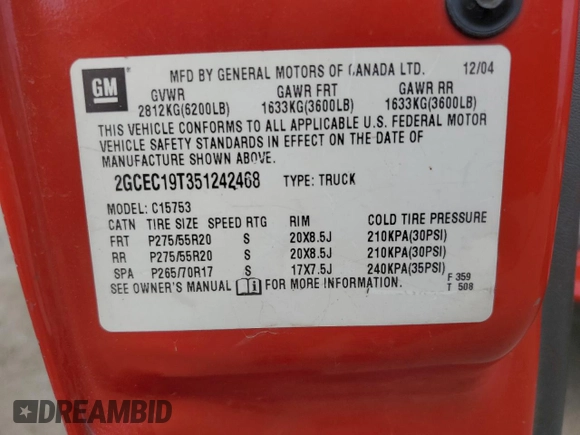 GM
MFD BY GENERAL MOTORS OF CANADA LTD. 12/04
GVWR GAWR FRT GAWR RR
2812KG(6200LB) 1633KG(3600LB) 1633KG(3600LB)
THIS VEHICLE CONFORMS TO ALL APPLICABLE U.S. FEDERAL MOTOR
VEHICLE SAFETY STANDARDS IN EFFECT ON THE DATE OF
MANUFACTURE SHOWN ABOVE.
2GCEC19T351242468 TYPE: TRUCK
MODEL: C15753
CATN TIRE SIZE SPEED RTG RIM COLD TIRE PRESSURE
FRT P275/55R20 S 20X8.5J 210KPA(30PSI)
RR P275/55R20 S 20X8.5J 210KPA(30PSI)
SPA P265/70R17 S 17X7.5J 240KPA(35PSI)
SEE OWNER'S MANUAL FOR MORE INFORMATION.
F 359
T 508
DREAMBID